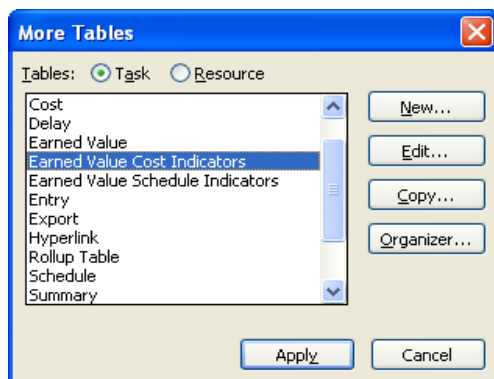 More Tables
Tables: Task Resource
Cost
Delay
Earned Value
Earned Value Cost Indicators
Earned Value Schedule Indicators
Entry
Export
Hyperlink
Rollup Table
Schedule
Summary
New...
Edit...
Copy...
Organizer...
Apply Cancel